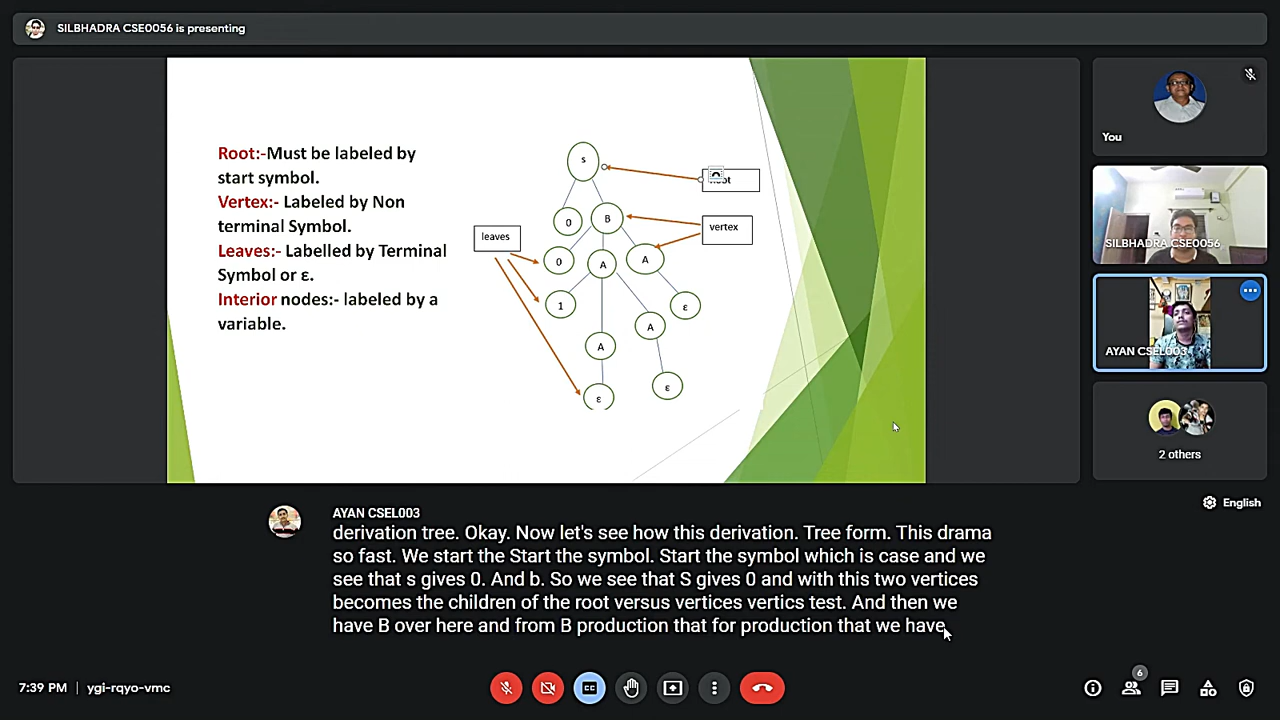 SILBHADRA CSE0056 is presenting
Root:-Must be labeled by
start symbol.
Vertex:- Labeled by Non
terminal Symbol.
Leaves:- Labelled by Terminal
Symbol or ε.
Interior nodes:- labeled by a
variable.
s
vertex
0
B
leaves
0
A
A
1
ε
A
A
ε
ε
You
SILBHADRA CSE0056
AYAN CSEL003
2 others
English
AYAN CSEL003
derivation tree. Okay. Now let's see how this derivation. Tree form. This drama
so fast. We start the Start the symbol. Start the symbol which is case and we
see that s gives 0. And b. So we see that S gives 0 and with this two vertices
becomes the children of the root versus vertices vertics test. And then we
have B over here and from B production that for production that we have
7:39 PM
ygi-rqyo-vmc
CC
6